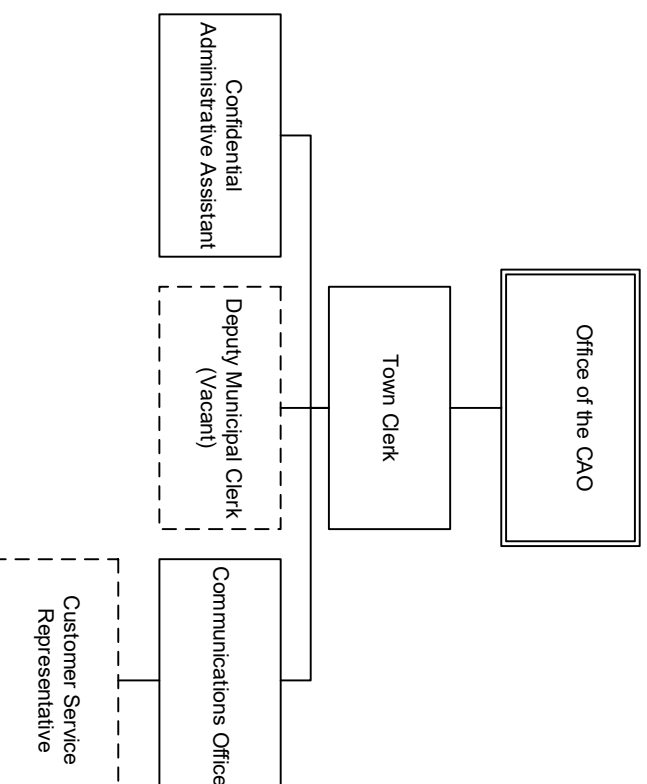 Office of the CAO
Town Clerk
Confidential
Administrative Assistant
Deputy Municipal Clerk
(Vacant)
Communications Office
Customer Service
Representative